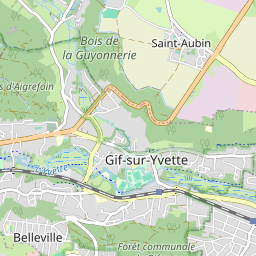 Bois de
la Guyonnerie
Saint-Aubin
s d'Aigrefoin
Gif-sur-Yvette
Belleville
Forêt communale